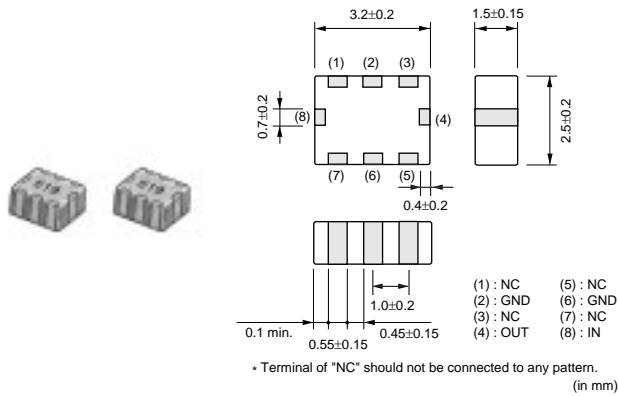 3.2±0.2
1.5±0.15
(1) (2) (3)
0.7±0.2
(8)
(4)
2.5±0.2
(7) (6) (5)
0.4±0.2
1.0±0.2
0.1 min.
0.45±0.15
0.55±0.15
(1) : NC (5) : NC
(2) : GND (6) : GND
(3) : NC (7) : NC
(4) : OUT (8) : IN
* Terminal of "NC" should not be connected to any pattern.
(in mm)